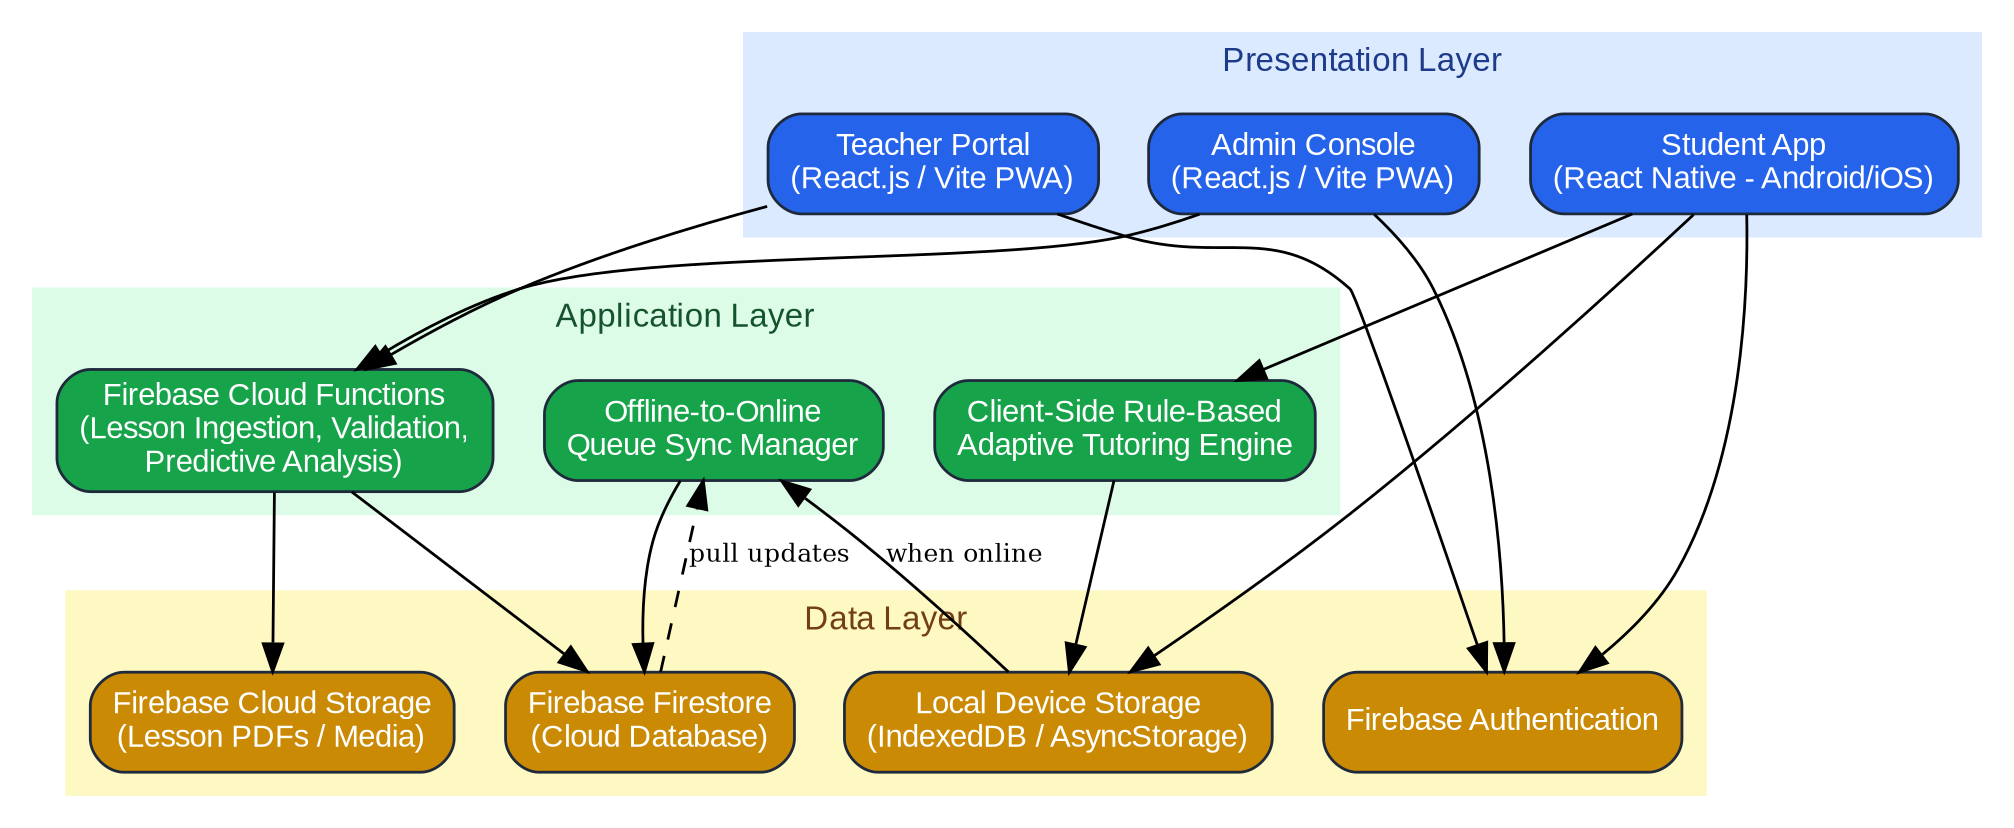 Presentation Layer
Teacher Portal
(React.js / Vite PWA)
Admin Console
(React.js / Vite PWA)
Student App
(React Native - Android/iOS)
Application Layer
Firebase Cloud Functions
(Lesson Ingestion, Validation,
Predictive Analysis)
Offline-to-Online
Queue Sync Manager
Client-Side Rule-Based
Adaptive Tutoring Engine
pull updates
when online
Data Layer
Firebase Cloud Storage
(Lesson PDFs / Media)
Firebase Firestore
(Cloud Database)
Local Device Storage
(IndexedDB / AsyncStorage)
Firebase Authentication